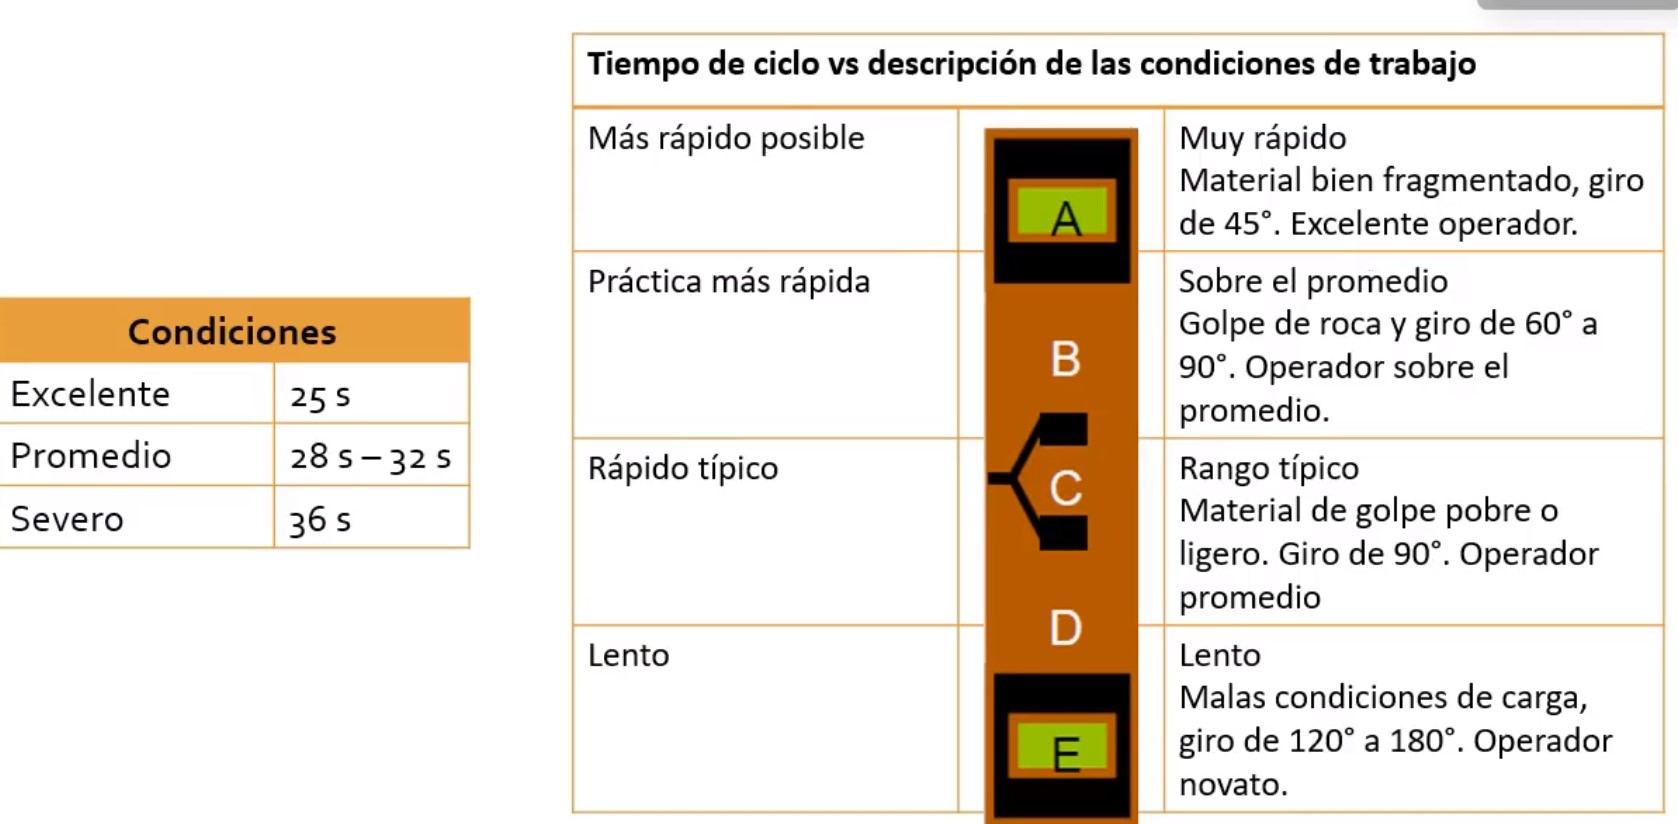 Condiciones
Excelente 25 s
Promedio 28 s – 32 s
Severo 36 s
Tiempo de ciclo vs descripción de las condiciones de trabajo
Más rápido posible
A
Muy rápido
Material bien fragmentado, giro
de 45°. Excelente operador.
Práctica más rápida
B
Sobre el promedio
Golpe de roca y giro de 60° a
90°. Operador sobre el
promedio.
Rápido típico
C
Rango típico
Material de golpe pobre o
ligero. Giro de 90°. Operador
promedio
D
Lento
E
Lento
Malas condiciones de carga,
giro de 120° a 180°. Operador
novato.